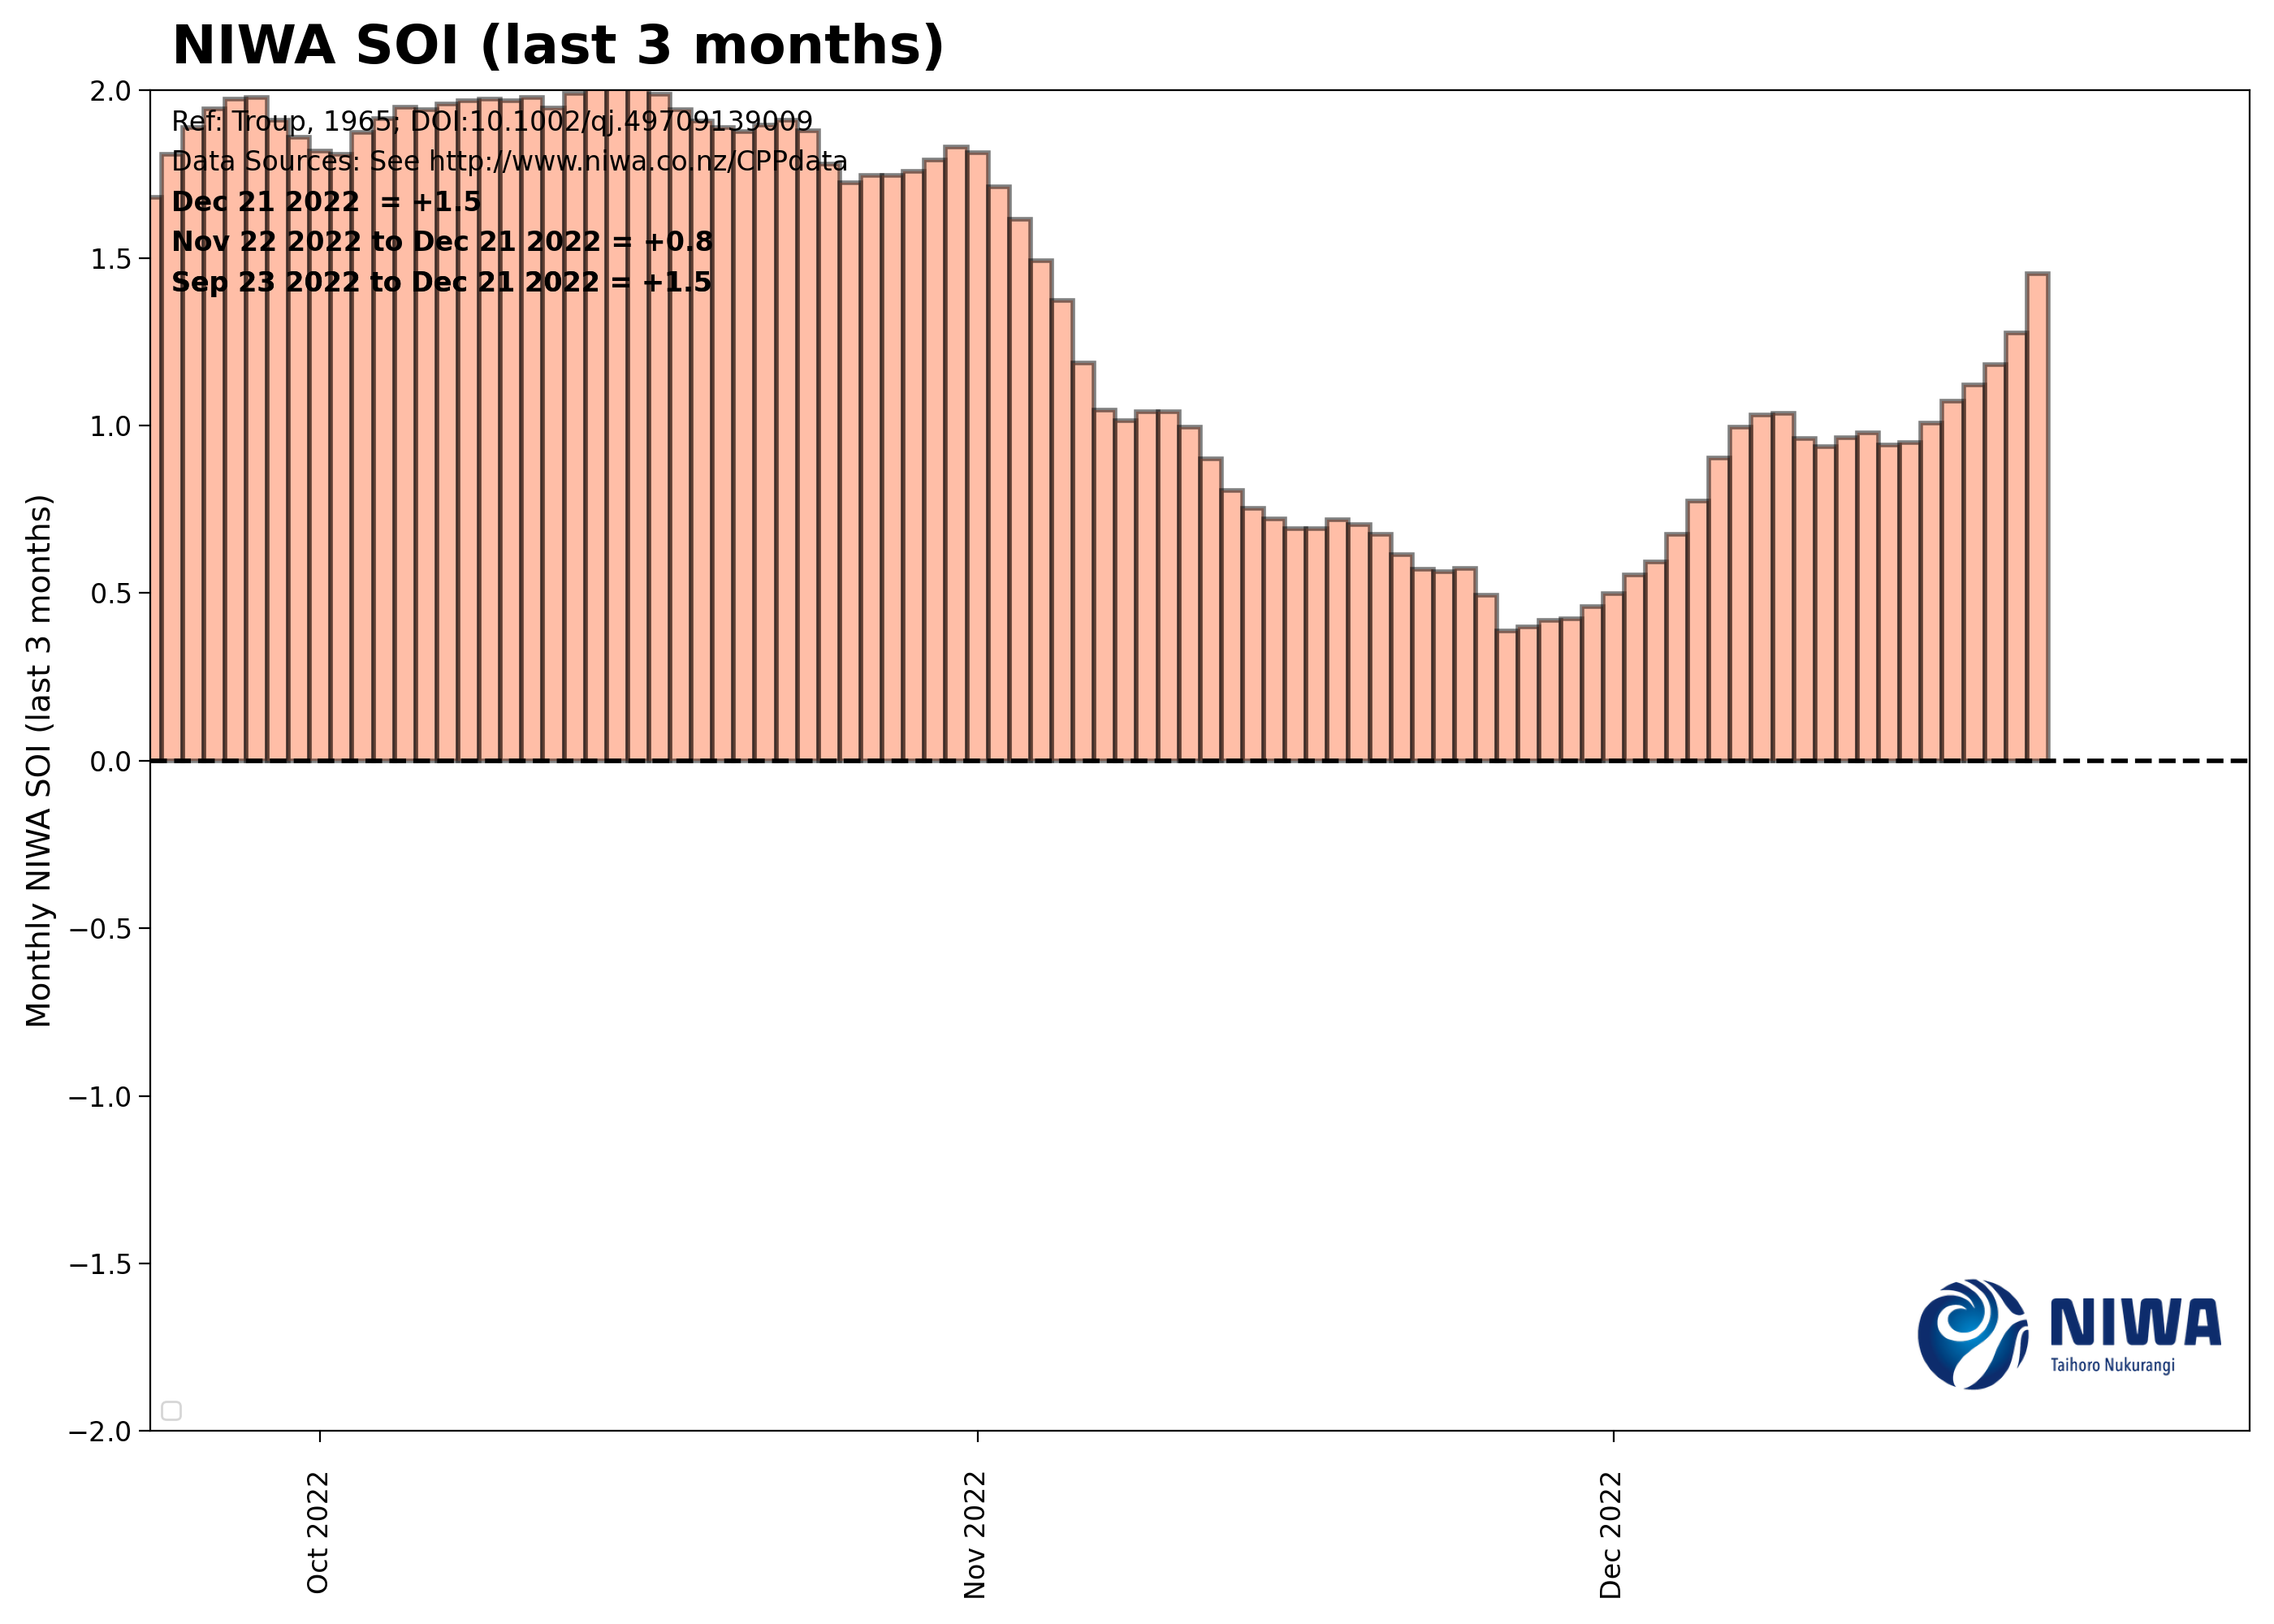 NIWA SOI (last 3 months)
Ref: Troup, 1965; DOI:10.1002/qj.49709139009
Data Sources: See http://www.niwa.co.nz/CPPdata
Dec 21 2022  = +1.5
Nov 22 2022 to Dec 21 2022 = +0.8
Sep 23 2022 to Dec 21 2022 = +1.5
Monthly NIWA SOI (last 3 months)
2.0
1.5
1.0
0.5
0.0
−0.5
−1.0
−1.5
−2.0
Oct 2022
Nov 2022
Dec 2022
NIWA
Taihoro Nukurangi